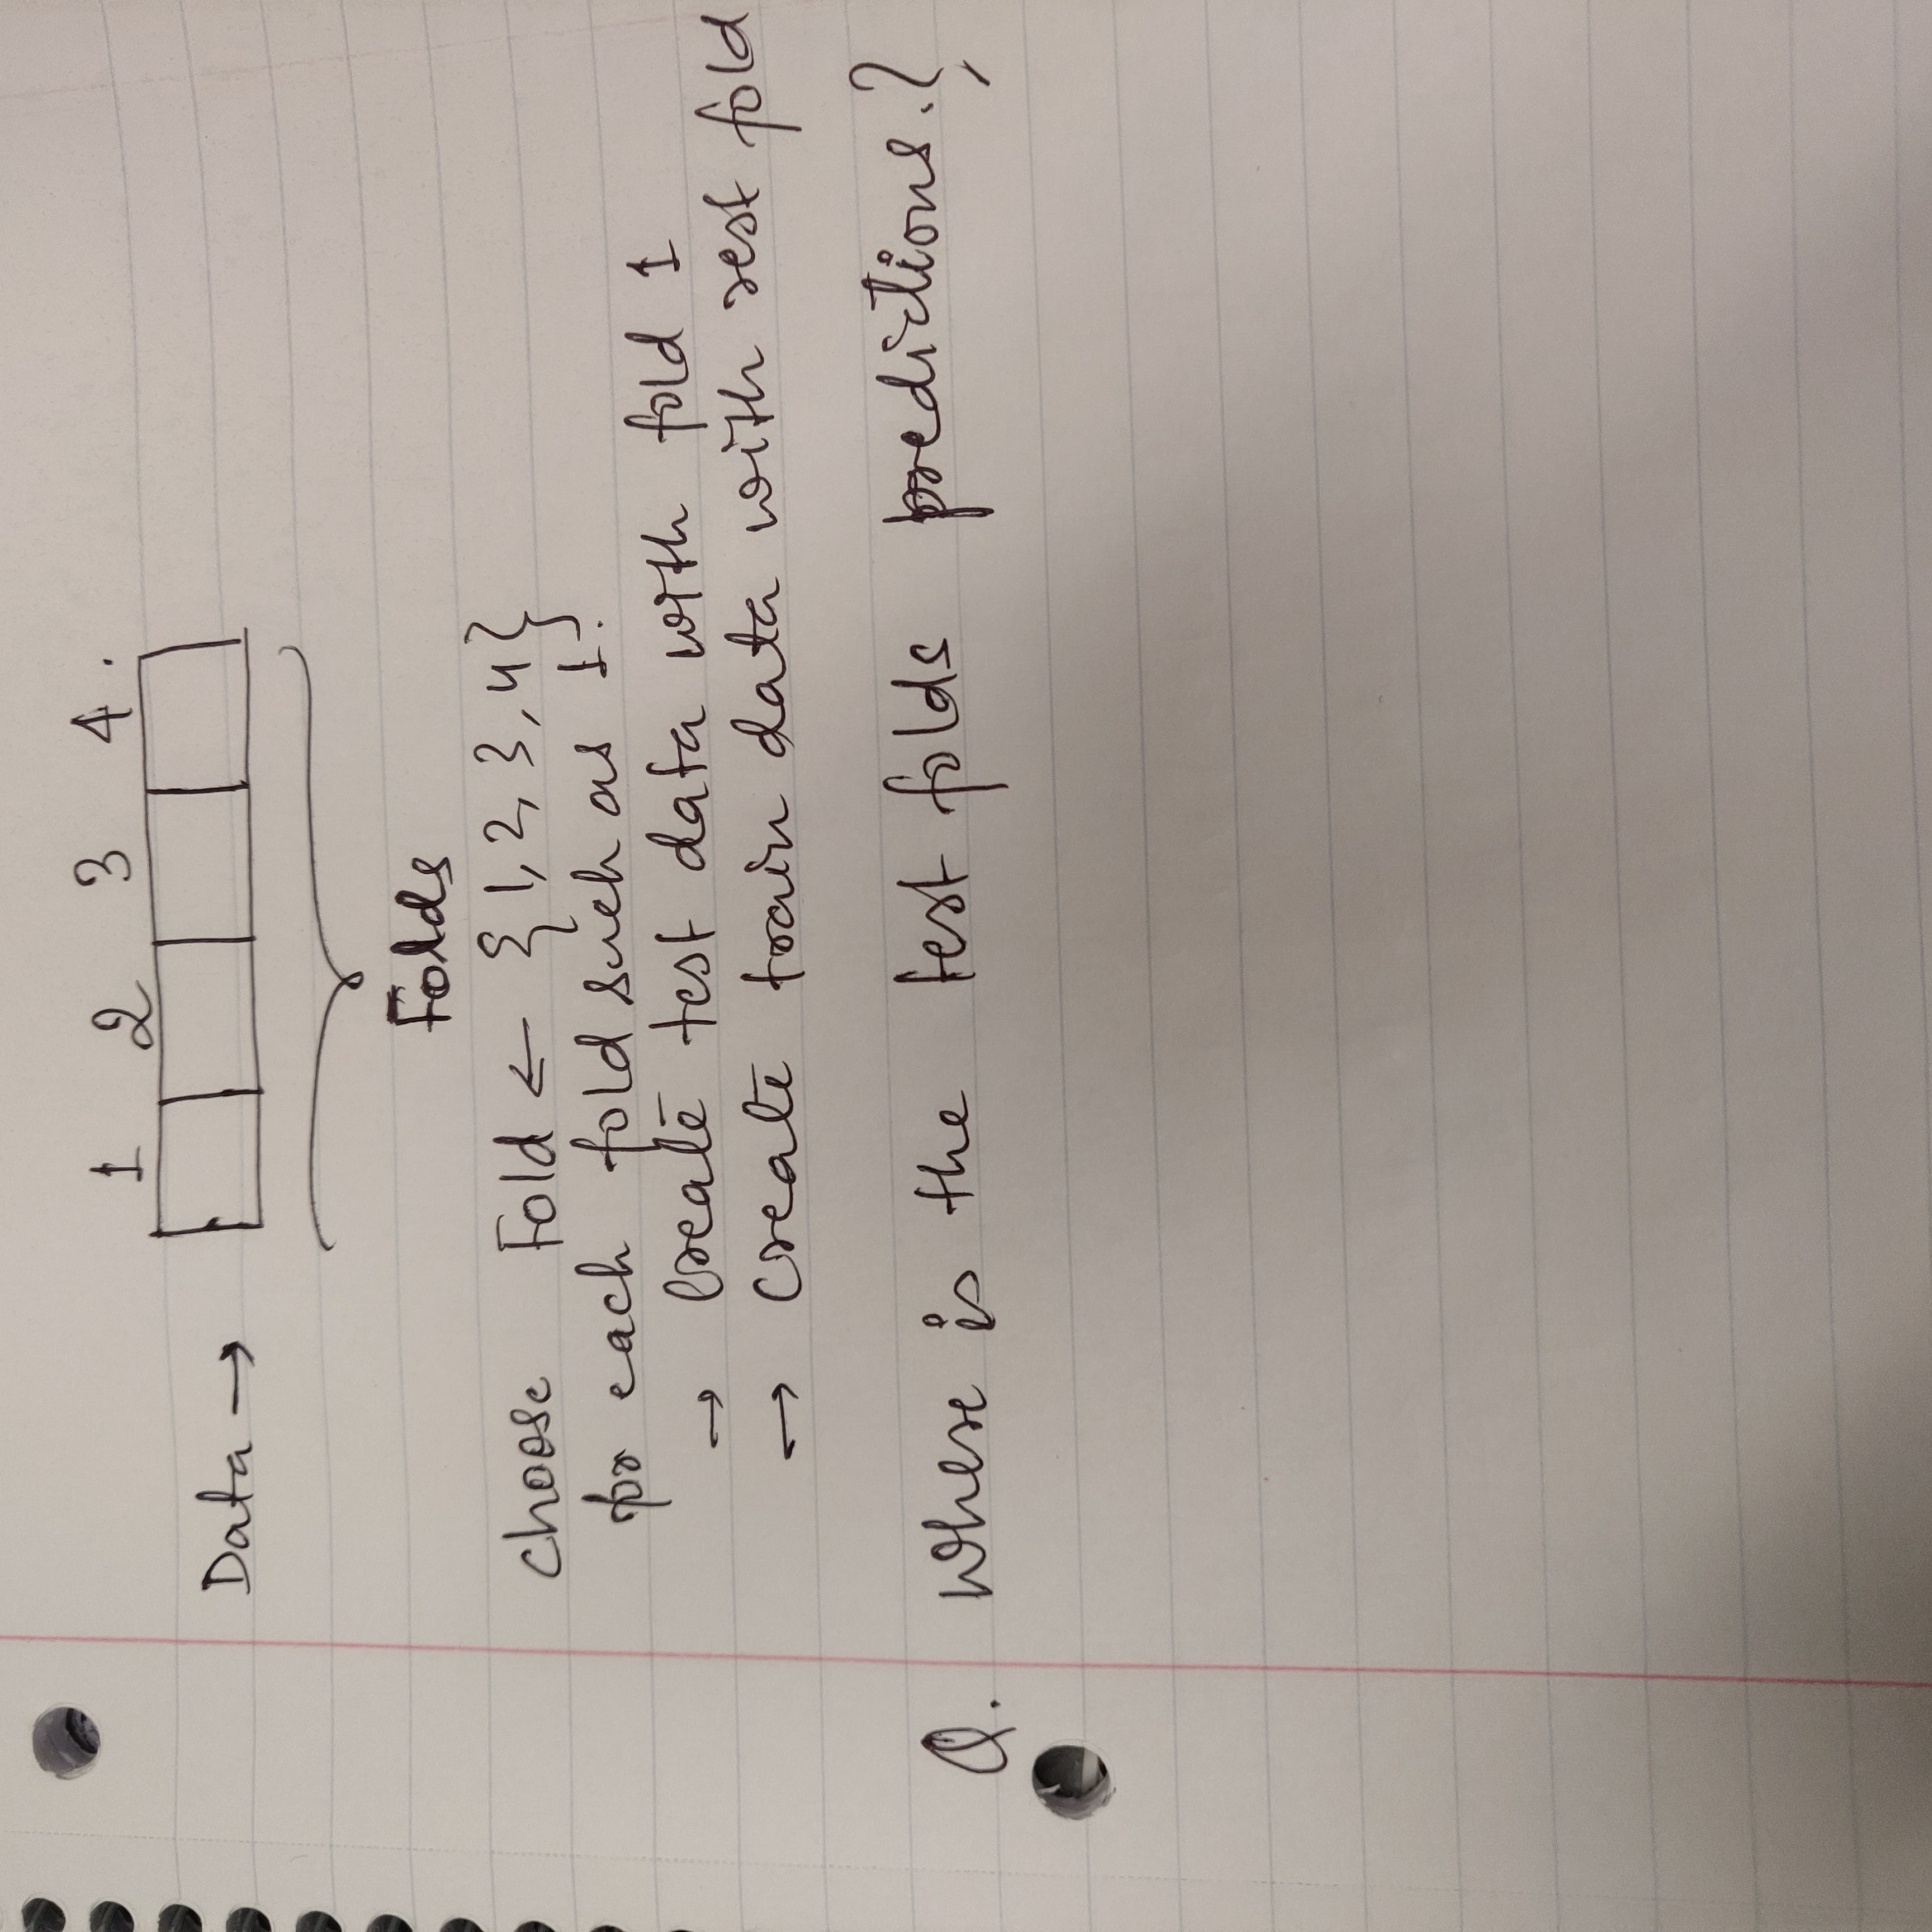 1 2 3 4.
Data →
Folds
choose Fold ← {1, 2, 3, 4}
for each fold such as 1.
→ create test data with fold 1
→ create train data with rest fold
Q. Where is the test folds predictions.?